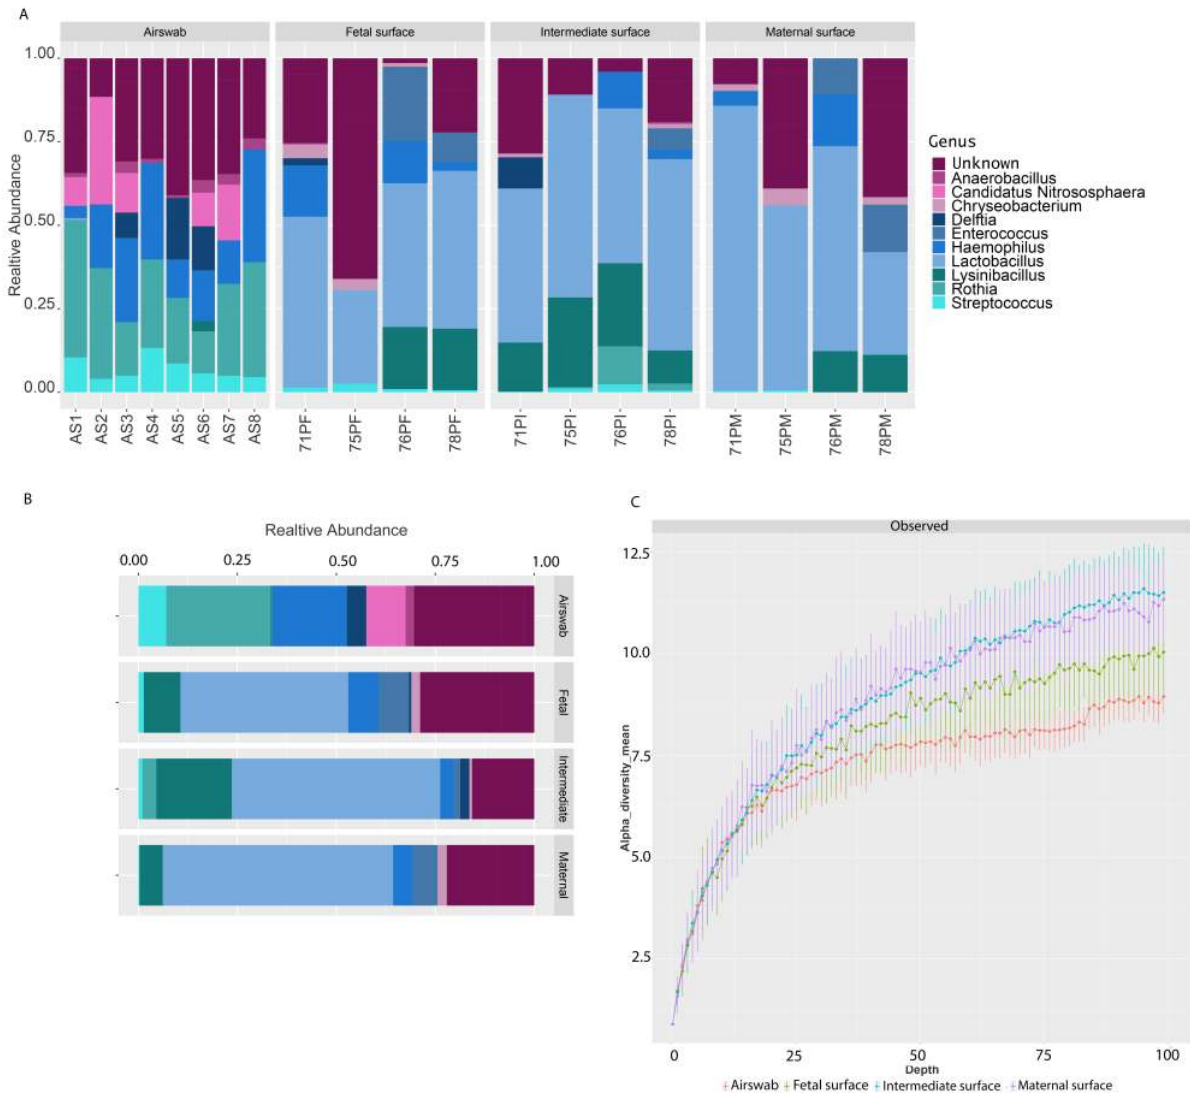 A
Airswab
Fetal surface
Intermediate surface
Maternal surface
Realtive Abundance
1.00
0.75
0.50
0.25
0.00
AS1
AS2
AS3
AS4
AS5
AS6
AS7
AS8
71PF
75PF
76PF
78PF
71PI
75PI
76PI
78PI
71PM
75PM
76PM
78PM
Genus
Unknown
Anaerobacillus
Candidatus Nitrososphaera
Chryseobacterium
Delftia
Enterococcus
Haemophilus
Lactobacillus
Lysinibacillus
Rothia
Streptococcus
B
Realtive Abundance
0.00 0.25 0.50 0.75 1.00
Airswab
Fetal
Intermediate
Maternal
C
Observed
Alpha_diversity_mean
12.5
10.0
7.5
5.0
2.5
0 25 50 75 100
Depth
Airswab Fetal surface Intermediate surface Maternal surface